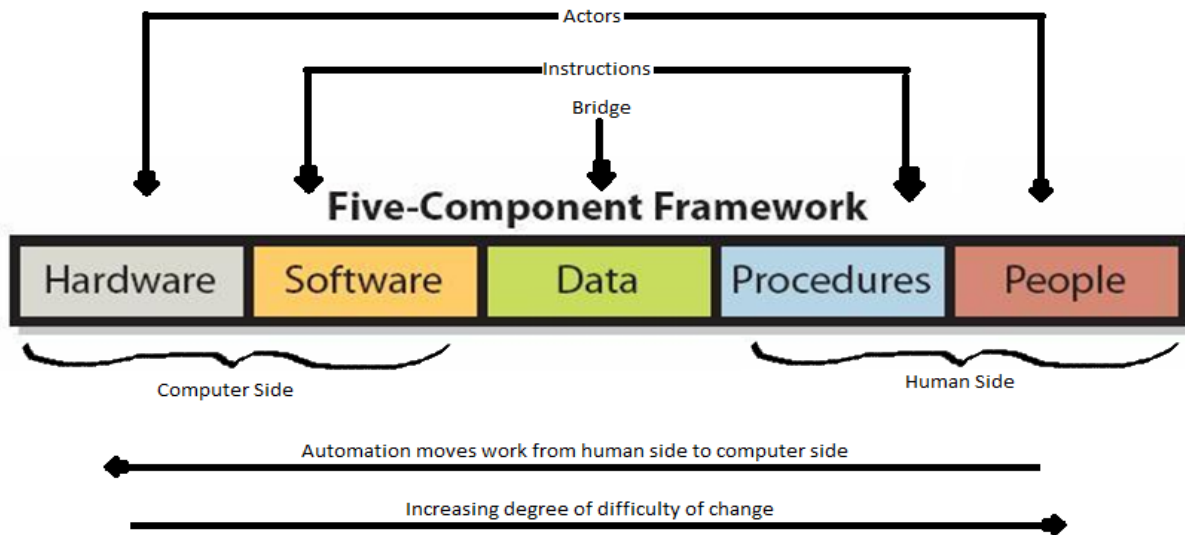 Actors
Instructions
Bridge
Five-Component Framework
Hardware Software Data Procedures People
Computer Side Human Side
Automation moves work from human side to computer side
Increasing degree of difficulty of change